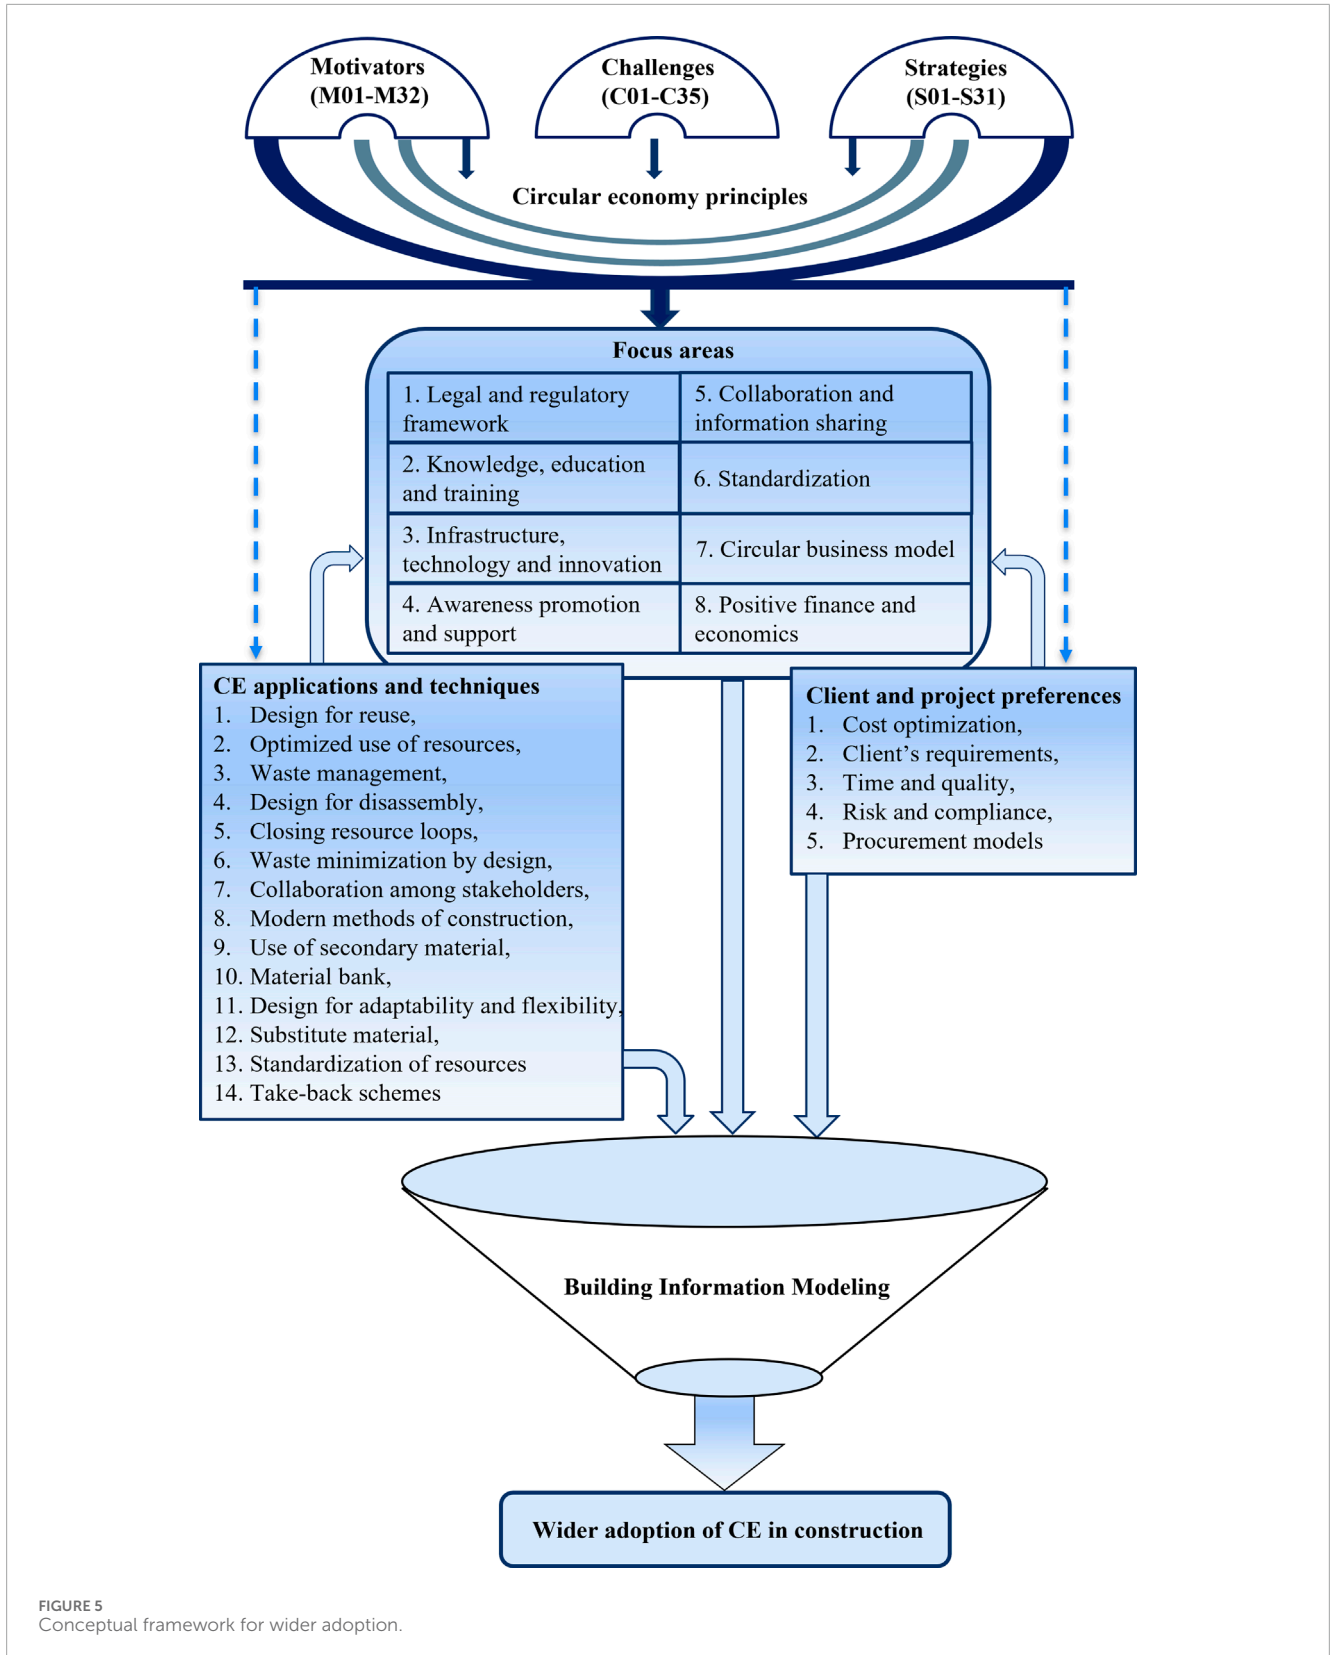 Motivators
(M01-M32)
Challenges
(C01-C35)
Strategies
(S01-S31)
Circular economy principles
Focus areas
1. Legal and regulatory
framework
5. Collaboration and
information sharing
2. Knowledge, education
and training
6. Standardization
3. Infrastructure,
technology and innovation
7. Circular business model
4. Awareness promotion
and support
8. Positive finance and
economics
CE applications and techniques
1. Design for reuse,
2. Optimized use of resources,
3. Waste management,
4. Design for disassembly,
5. Closing resource loops,
6. Waste minimization by design,
7. Collaboration among stakeholders,
8. Modern methods of construction,
9. Use of secondary material,
10. Material bank,
11. Design for adaptability and flexibility,
12. Substitute material,
13. Standardization of resources
14. Take-back schemes
Client and project preferences
1. Cost optimization,
2. Client’s requirements,
3. Time and quality,
4. Risk and compliance,
5. Procurement models
Building Information Modeling
Wider adoption of CE in construction
FIGURE 5
Conceptual framework for wider adoption.